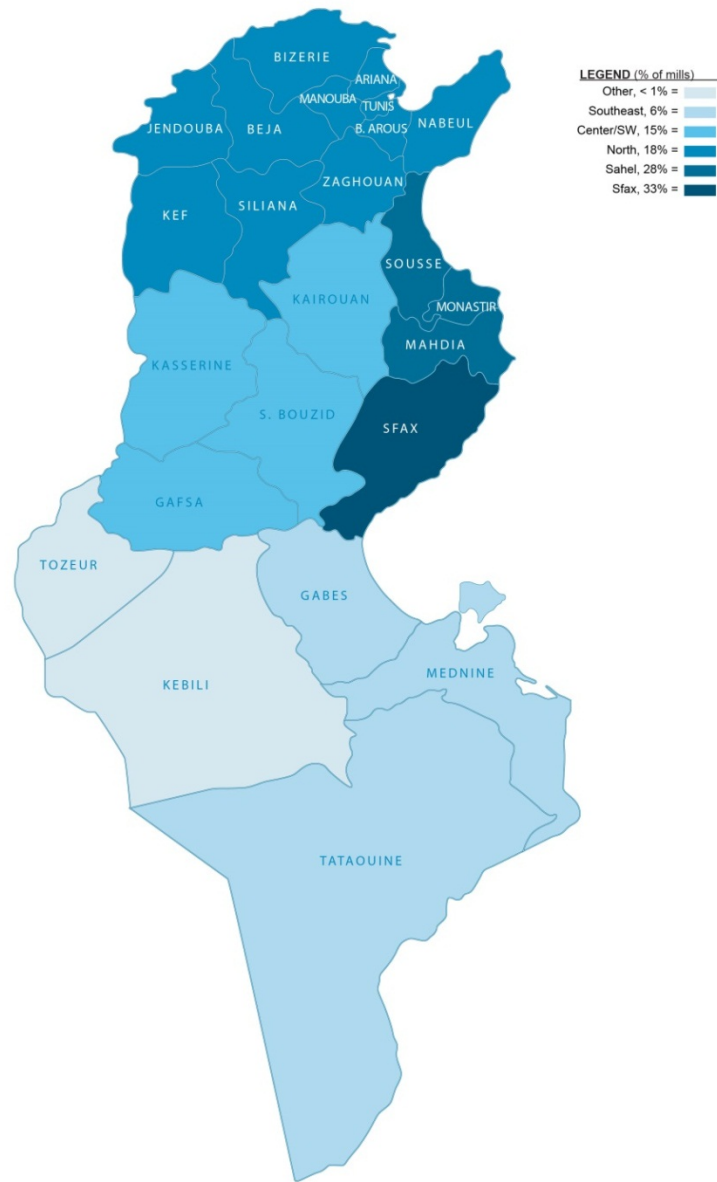 LEGEND (% of mills)
Other, < 1% =
Southeast, 6% =
Center/SW, 15% =
North, 18% =
Sahel, 28% =
Sfax, 33% =
BIZERIE
ARIANA
MANOUBA
TUNIS
JENDOUBA
BEJA
B. AROUS
NABEUL
ZAGHOUAN
KEF
SILIANA
SOUSSE
KAIROUAN
MONASTIR
MAHDIA
KASSERINE
S. BOUZID
SFAX
GAFSA
TOZEUR
GABES
MEDNINE
KEBILI
TATAOUINE